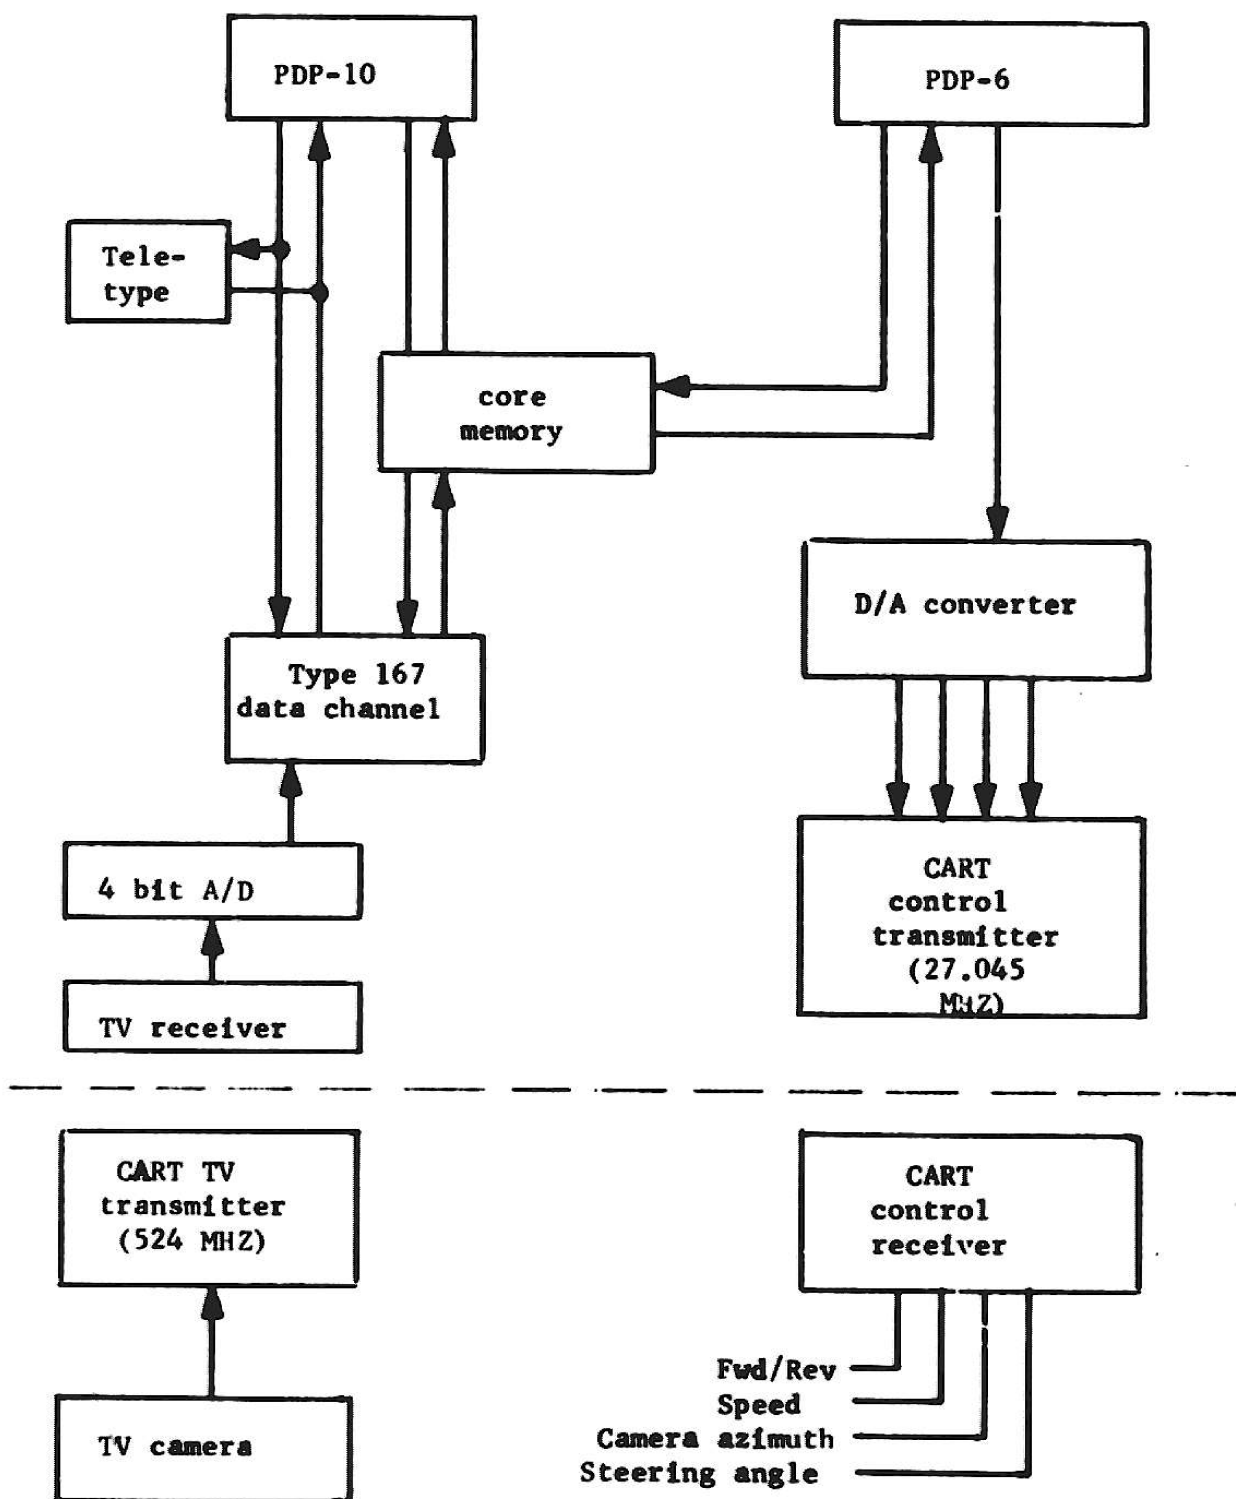 PDP-10
PDP-6
Tele-
type
core
memory
D/A converter
Type 167
data channel
4 bit A/D
CART
control
transmitter
(27.045
MHZ)
TV receiver
CART TV
transmitter
(524 MHZ)
CART
control
receiver
Fwd/Rev
Speed
Camera azimuth
Steering angle
TV camera